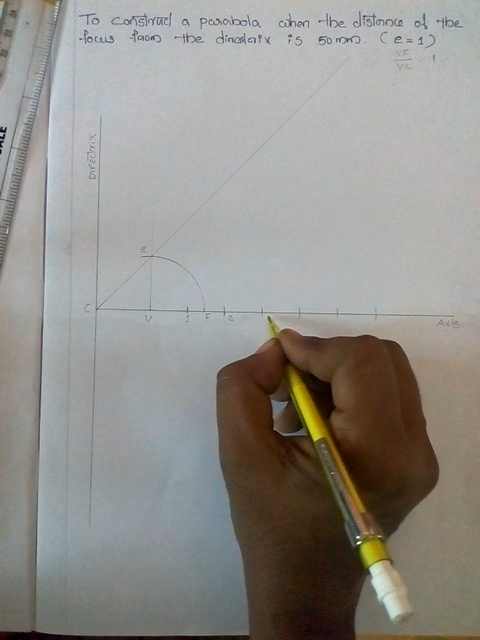 To construct a parabola when the distance of the
focus from the directrix is 50mm. (e=1)
VF
VC = 1
Directrix
E
C
V
1
F
2
Axis